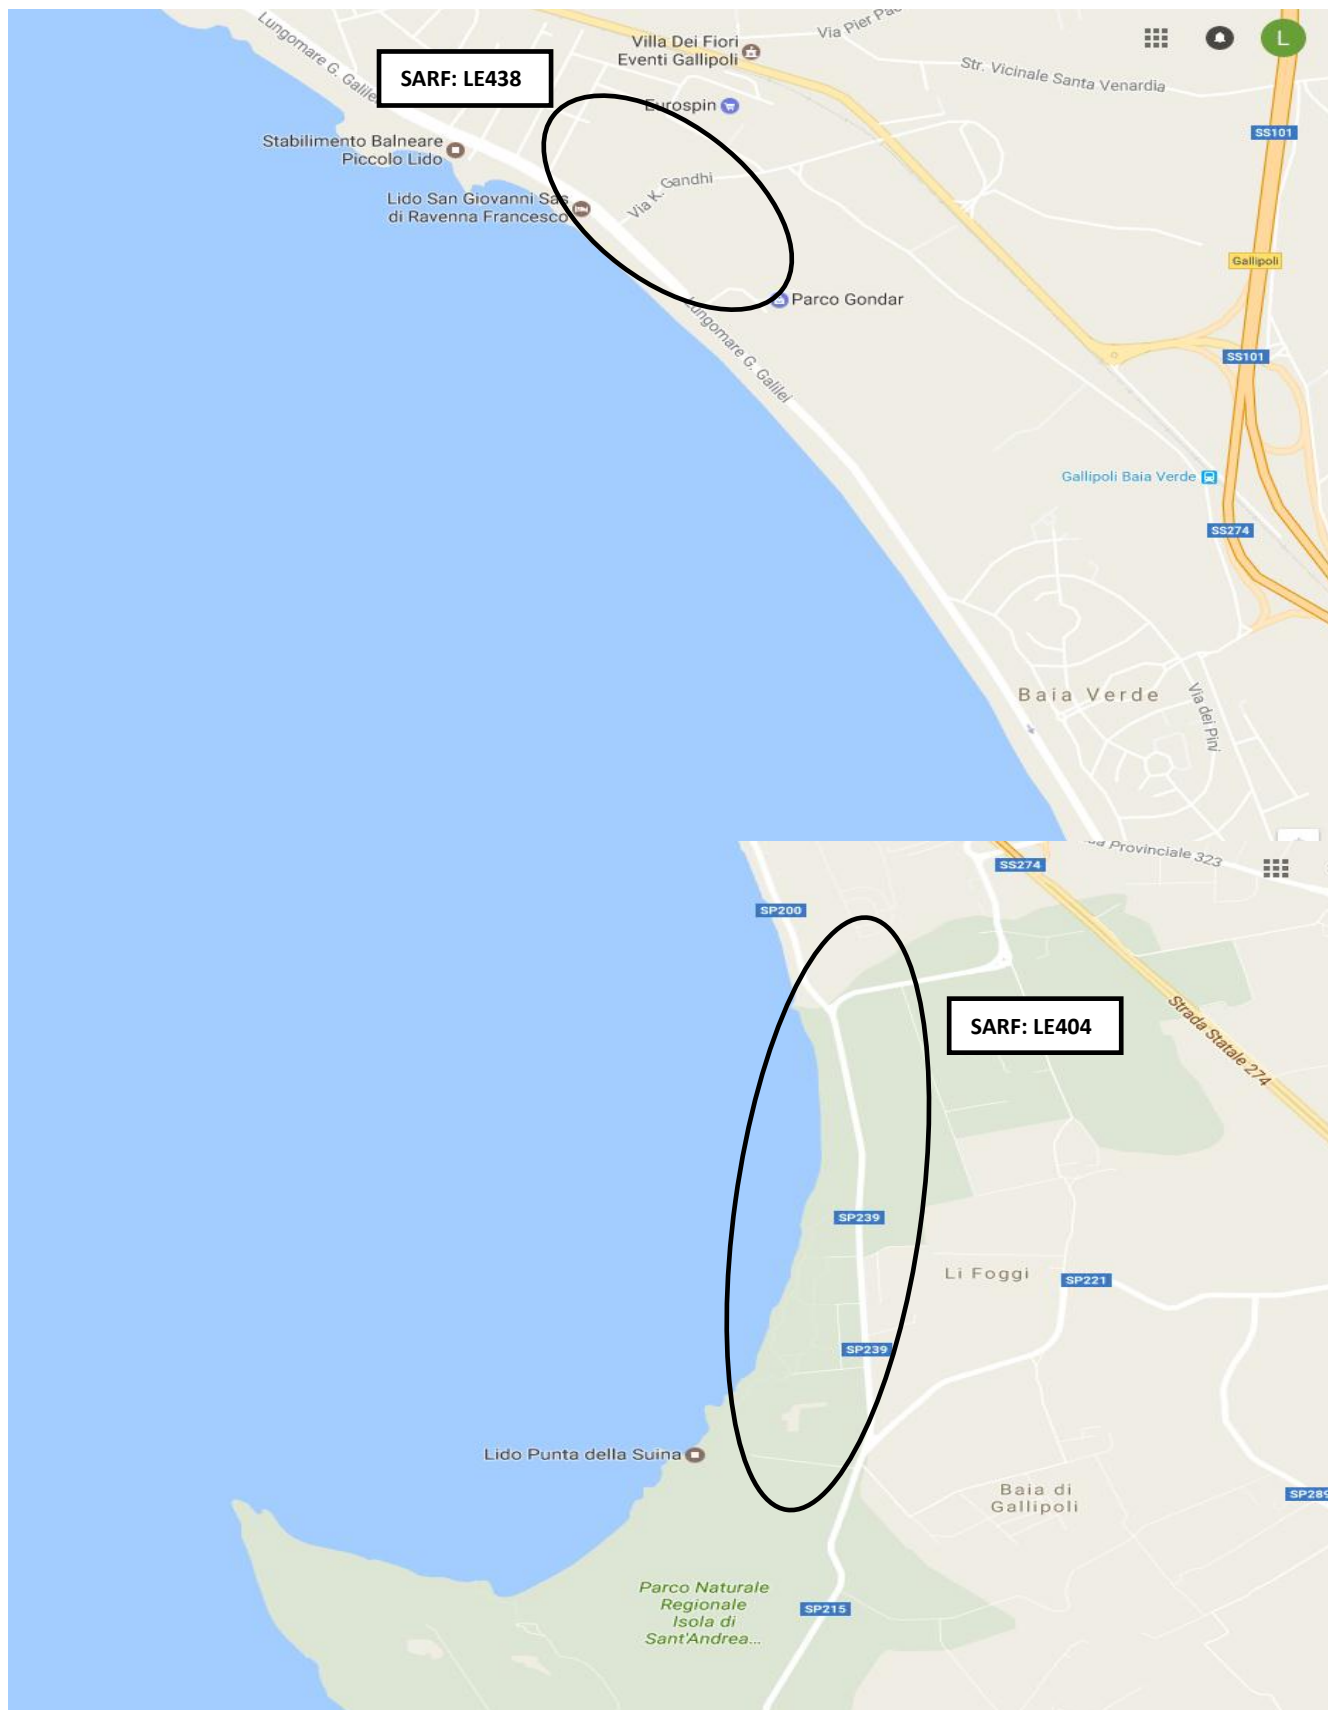 Lungomare G. Galilei
SARF: LE438
Villa Dei Fiori
Eventi Gallipoli
Via Pier
L
Str. Vicinale Santa Venardia
Eurospin
SS101
Stabilimento Balneare
Piccolo Lido
Via K. Gandhi
Lido San Giovanni Sas
di Ravenna Francesco
Gallipoli
Parco Gondar
Lungomare G. Galilei
SS101
Gallipoli Baia Verde
SS274
Baia Verde
Via dei Pini
Provinciale 323
SS274
SP200
SARF: LE404
Strada Statale 274
SP239
Li Foggi
SP221
SP239
Lido Punta della Suina
Baia di
Gallipoli
SP289
Parco Naturale
Regionale
Isola di
Sant'Andrea...
SP215